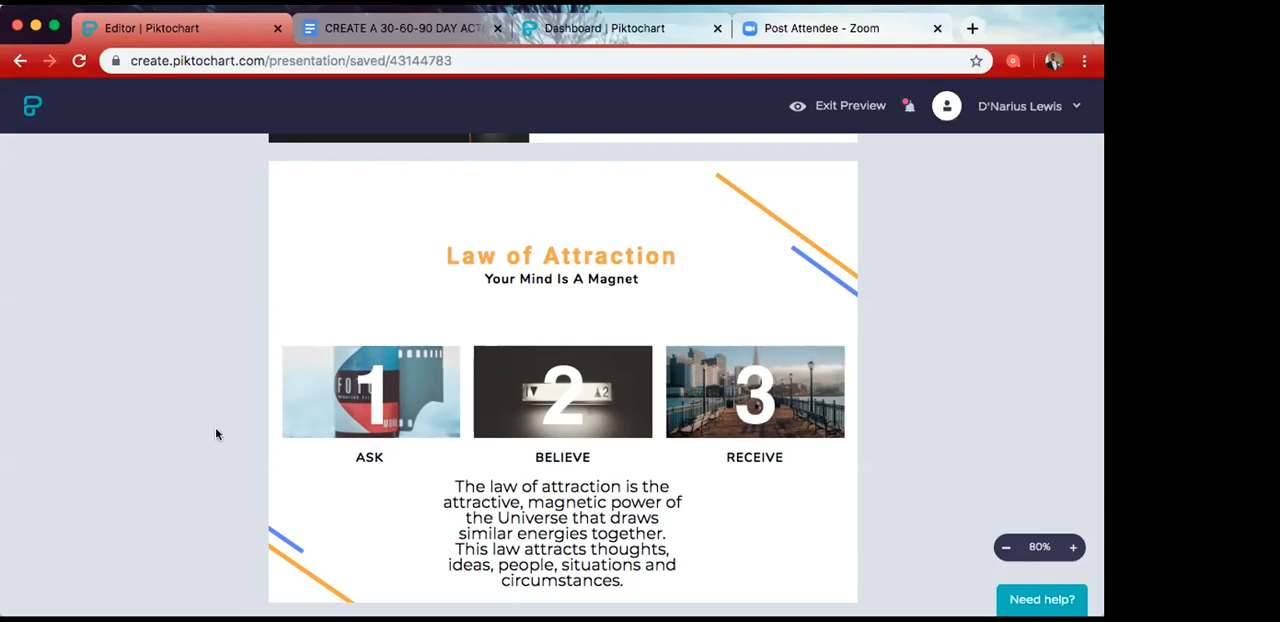 Editor | Piktochart
CREATE A 30-60-90 DAY ACT
Dashboard | Piktochart
Post Attendee - Zoom
create.piktochart.com/presentation/saved/43144783
Exit Preview
D'Narius Lewis
Law of Attraction
Your Mind Is A Magnet
1
2
3
ASK
BELIEVE
RECEIVE
The law of attraction is the
attractive, magnetic power of
the Universe that draws
similar energies together.
This law attracts thoughts,
ideas, people, situations and
circumstances.
80%
Need help?